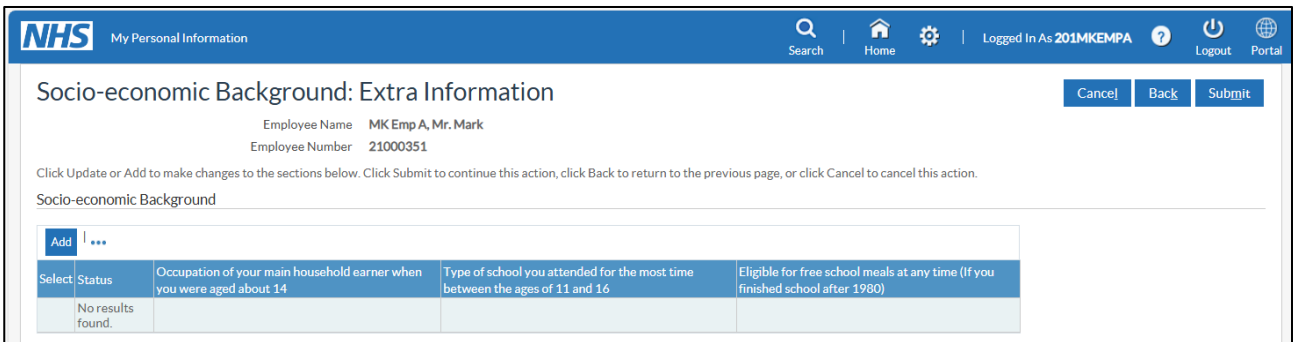 NHS My Personal Information Search Home Logged In As 201MKEMPA ? Logout Portal
Socio-economic Background: Extra Information Cancel Back Submit
Employee Name MK Emp A, Mr. Mark
Employee Number 21000351
Click Update or Add to make changes to the sections below. Click Submit to continue this action, click Back to return to the previous page, or click Cancel to cancel this action.
Socio-economic Background
Add | •••
Select Status
Occupation of your main household earner when
you were aged about 14
Type of school you attended for the most time
between the ages of 11 and 16
Eligible for free school meals at any time (If you
finished school after 1980)
No results
found.